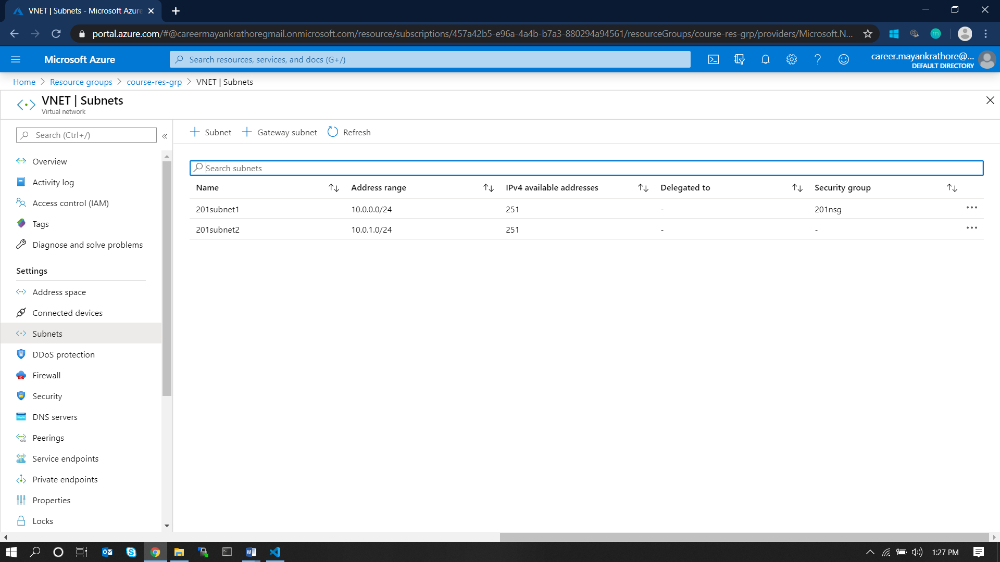 VNET | Subnets - Microsoft Azure
portal.azure.com/#@careermayankrathoregmail.onmicrosoft.com/resource/subscriptions/457a42b5-e96a-4a4b-b7a3-880294a94561/resourceGroups/course-res-grp/providers/Microsoft.N...
m
Microsoft Azure
Search resources, services, and docs (G+/)
career.mayankrathore@...
DEFAULT DIRECTORY
Home > Resource groups > course-res-grp > VNET | Subnets
VNET | Subnets
Virtual network
Search (Ctrl+/)
«
Overview
Activity log
Access control (IAM)
Tags
Diagnose and solve problems
Settings
Address space
Connected devices
Subnets
DDoS protection
Firewall
Security
DNS servers
Peerings
Service endpoints
Private endpoints
Properties
Locks
+ Subnet + Gateway subnet Refresh
Search subnets
Name Address range IPv4 available addresses Delegated to Security group
201subnet1 10.0.0.0/24 251 - 201nsg ...
201subnet2 10.0.1.0/24 251 - - ...
1:27 PM